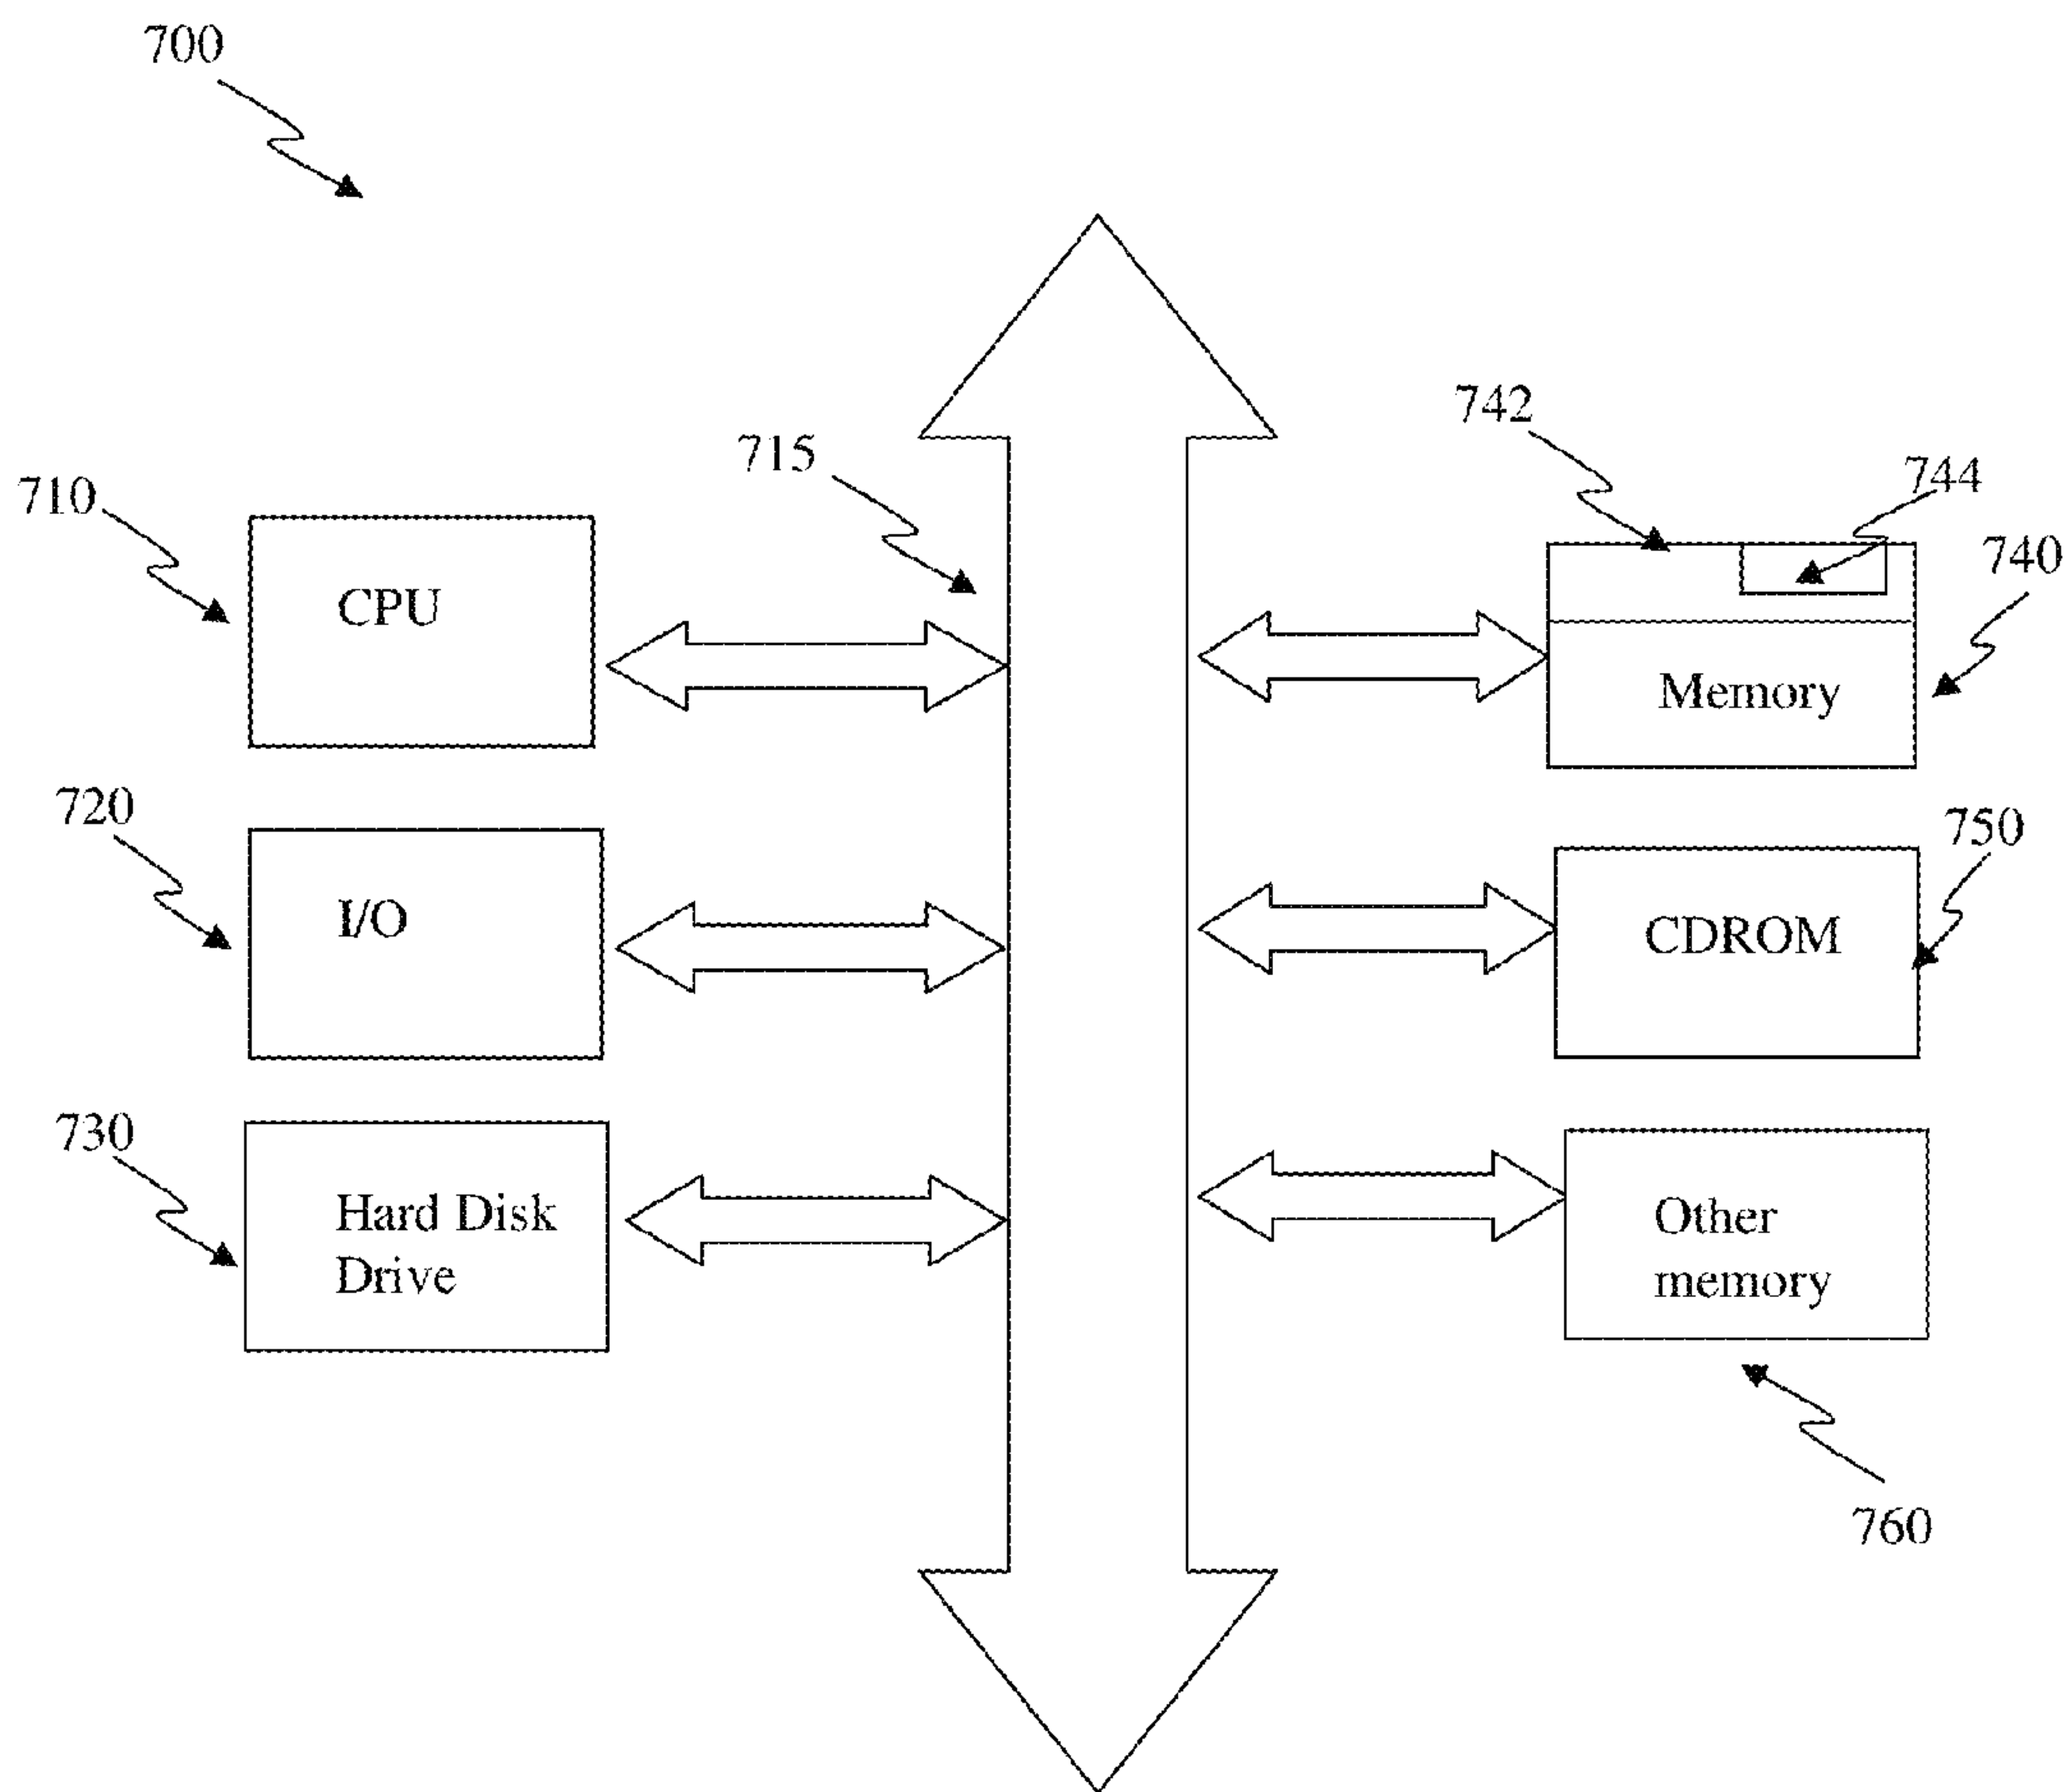 700
742
715
744
710
740
CPU
Memory
720
750
I/O
CDROM
730
Hard Disk
Drive
Other
memory
760